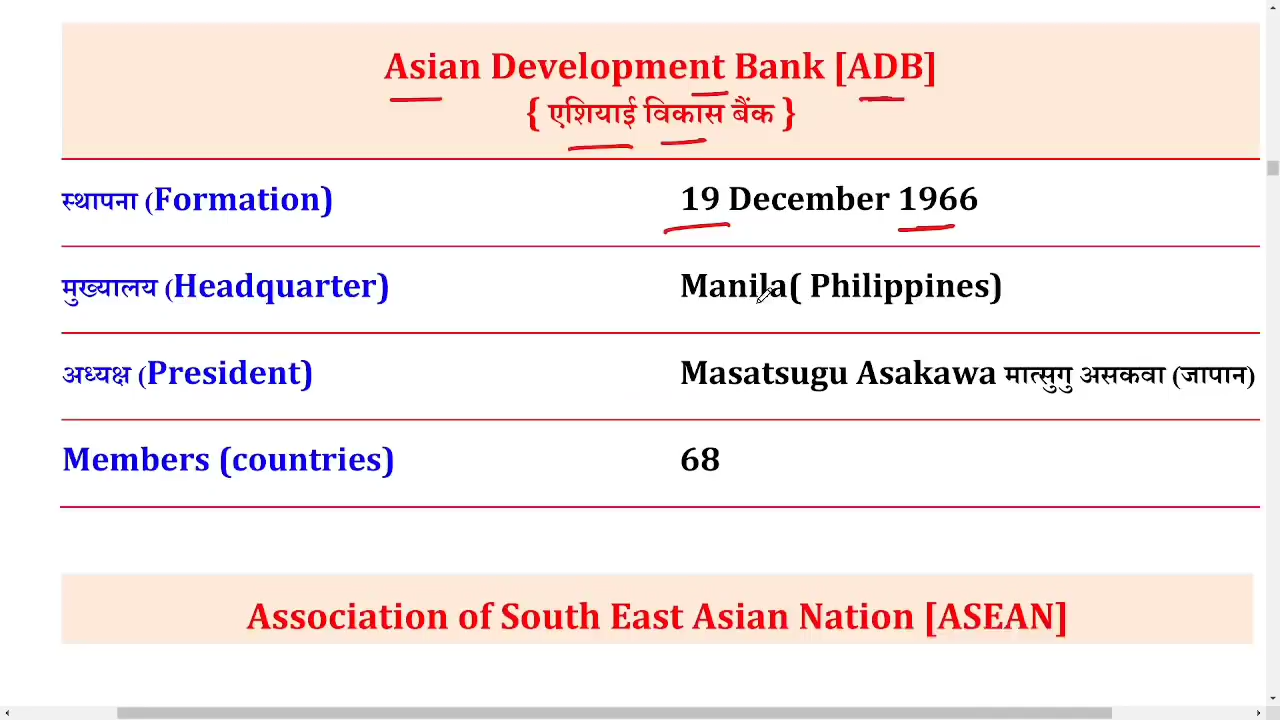 Asian Development Bank [ADB]
{ एशियाई विकास बैंक }
स्थापना (Formation) 19 December 1966
मुख्यालय (Headquarter) Manila( Philippines)
अध्यक्ष (President) Masatsugu Asakawa मात्सुगु असकवा (जापान)
Members (countries) 68
Association of South East Asian Nation [ASEAN]